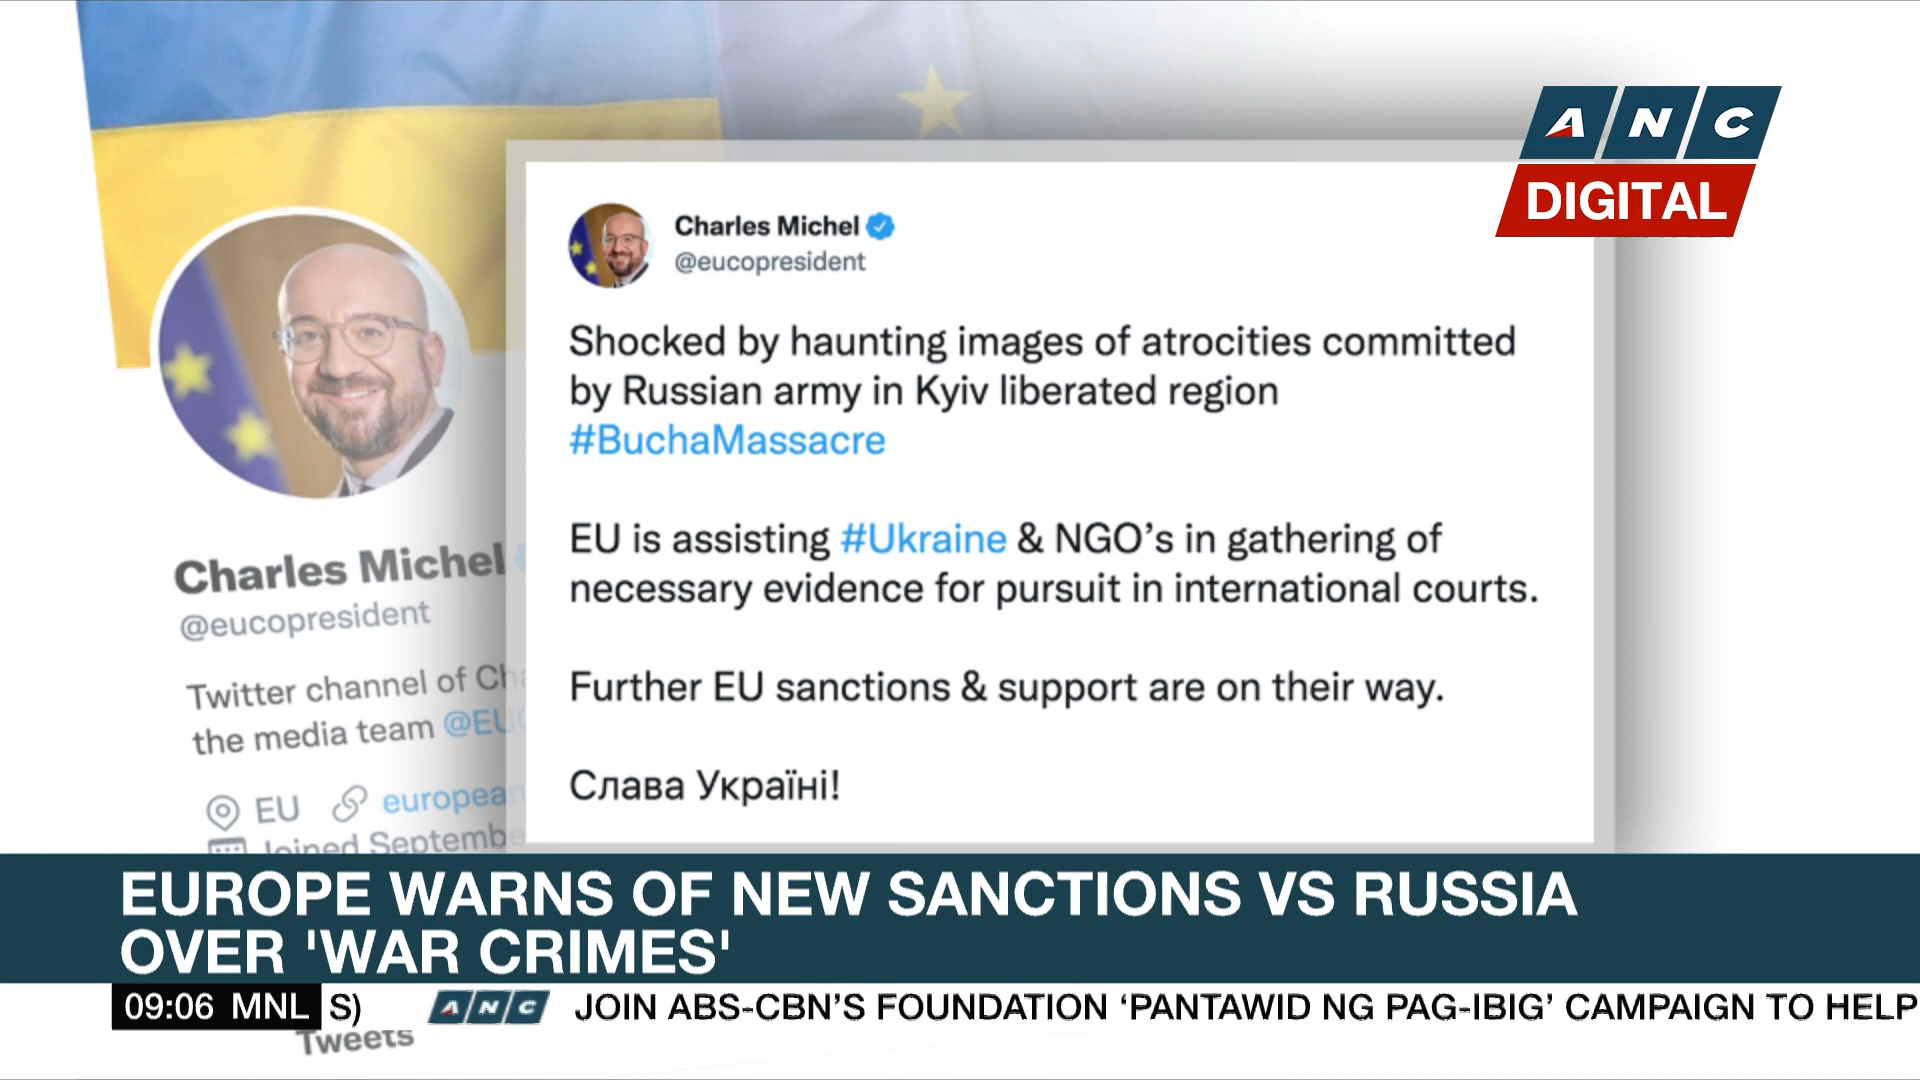 ANC
DIGITAL
Charles Michel
@eucopresident
Shocked by haunting images of atrocities committed
by Russian army in Kyiv liberated region
#BuchaMassacre
EU is assisting #Ukraine & NGO’s in gathering of
necessary evidence for pursuit in international courts.
Further EU sanctions & support are on their way.
Слава Україні!
Charles Michel
@eucopresident
Twitter channel of
the media team
EU
Joined
Tweets
EUROPE WARNS OF NEW SANCTIONS VS RUSSIA
OVER 'WAR CRIMES'
09:06 MNL S) ANC JOIN ABS-CBN’S FOUNDATION ‘PANTAWID NG PAG-IBIG’ CAMPAIGN TO HELP